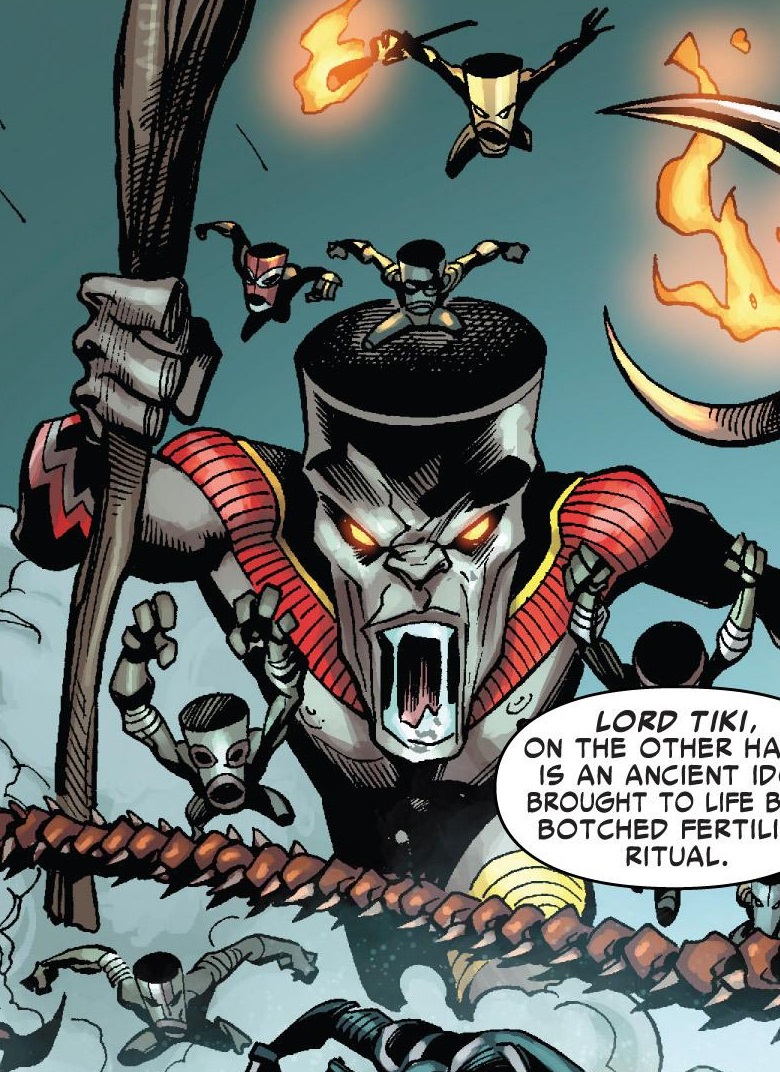 LORD TIKI,
ON THE OTHER HA
IS AN ANCIENT IDO
BROUGHT TO LIFE B
BOTCHED FERTILI
RITUAL.